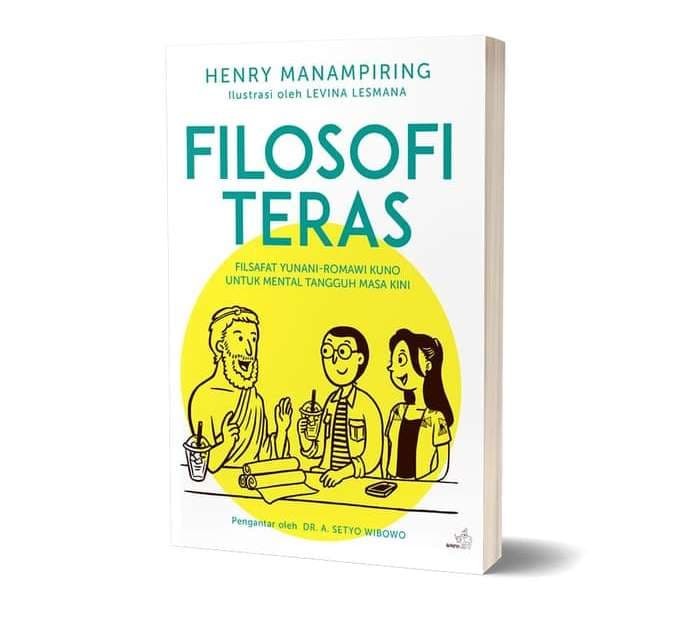 HENRY MANAMPIRING
Ilustrasi oleh LEVINA LESMANA
FILOSOFI
TERAS
FILSAFAT YUNANI-ROMAWI KUNO
UNTUK MENTAL TANGGUH MASA KINI
Pengantar oleh DR. A. SETYO WIBOWO